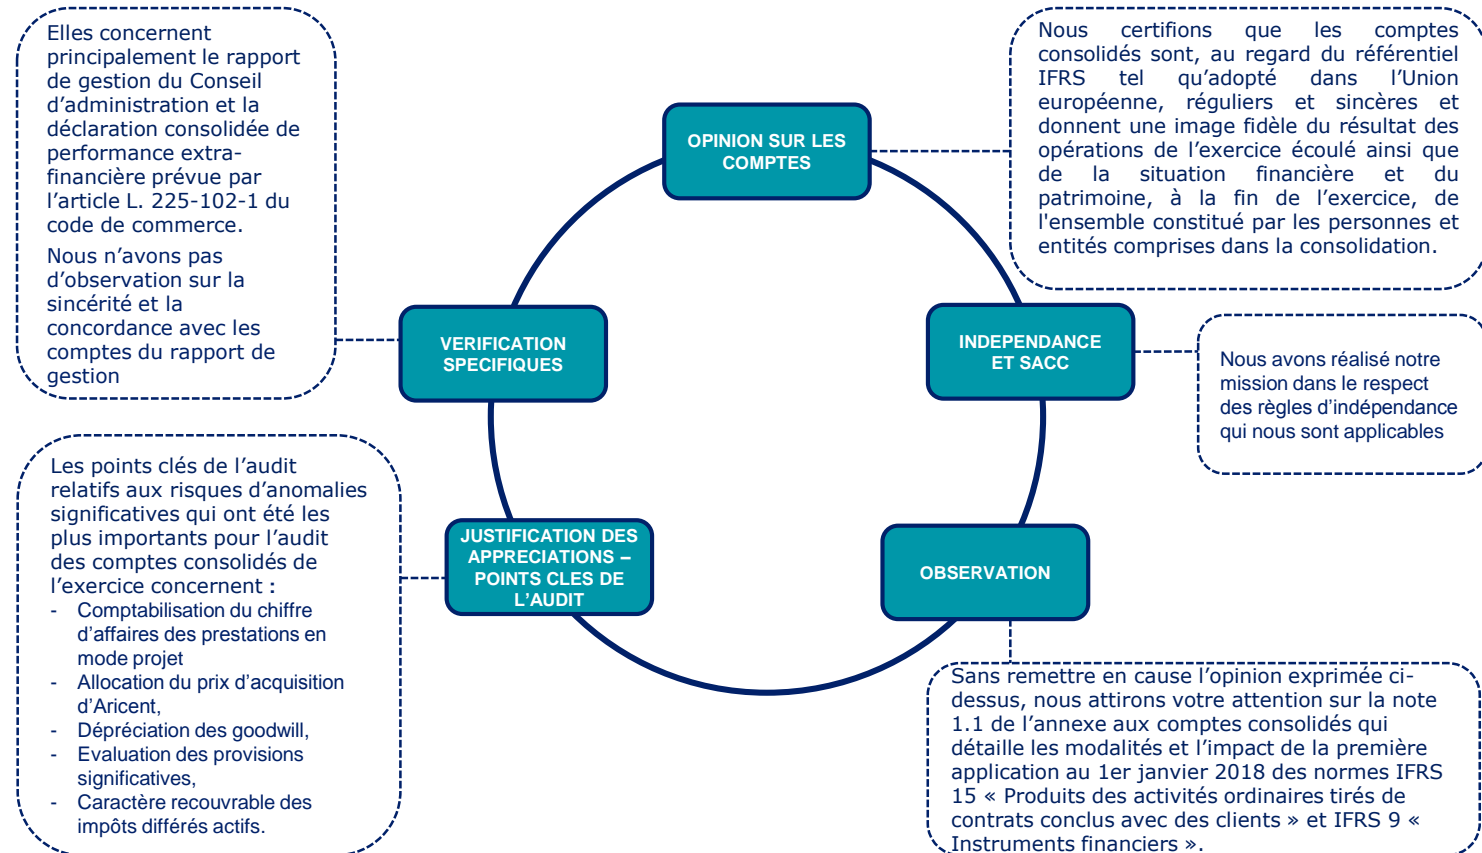 OPINION SUR LES
COMPTES
Nous certifions que les comptes
consolidés sont, au regard du référentiel
IFRS tel qu'adopté dans l'Union
européenne, réguliers et sincères et
donnent une image fidèle du résultat des
opérations de l'exercice écoulé ainsi que
de la situation financière et du
patrimoine, à la fin de l'exercice, de
l'ensemble constitué par les personnes et
entités comprises dans la consolidation.
INDEPENDANCE
ET SACC
Nous avons réalisé notre
mission dans le respect
des règles d'indépendance
qui nous sont applicables
OBSERVATION
Sans remettre en cause l'opinion exprimée ci-
dessus, nous attirons votre attention sur la note
1.1 de l'annexe aux comptes consolidés qui
détaille les modalités et l'impact de la première
application au 1er janvier 2018 des normes IFRS
15 « Produits des activités ordinaires tirés de
contrats conclus avec des clients » et IFRS 9 «
Instruments financiers ».
JUSTIFICATION DES
APPRECIATIONS –
POINTS CLES DE
L'AUDIT
Les points clés de l'audit
relatifs aux risques d'anomalies
significatives qui ont été les
plus importants pour l'audit
des comptes consolidés de
l'exercice concernent :
- Comptabilisation du chiffre
d'affaires des prestations en
mode projet
- Allocation du prix d'acquisition
d'Aricent,
- Dépréciation des goodwill,
- Evaluation des provisions
significatives,
- Caractère recouvrable des
impôts différés actifs.
VERIFICATION
SPECIFIQUES
Elles concernent
principalement le rapport
de gestion du Conseil
d'administration et la
déclaration consolidée de
performance extra-
financière prévue par
l'article L. 225-102-1 du
code de commerce.
Nous n'avons pas
d'observation sur la
sincérité et la
concordance avec les
comptes du rapport de
gestion